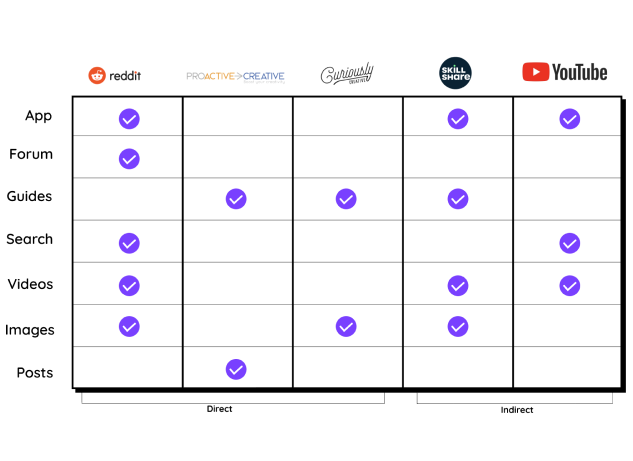 reddit
PROACTIVE CREATIVE
Curiously
CREATIVE
SKILL
SHARE
YouTube
App
Forum
Guides
Search
Videos
Images
Posts
Direct
Indirect